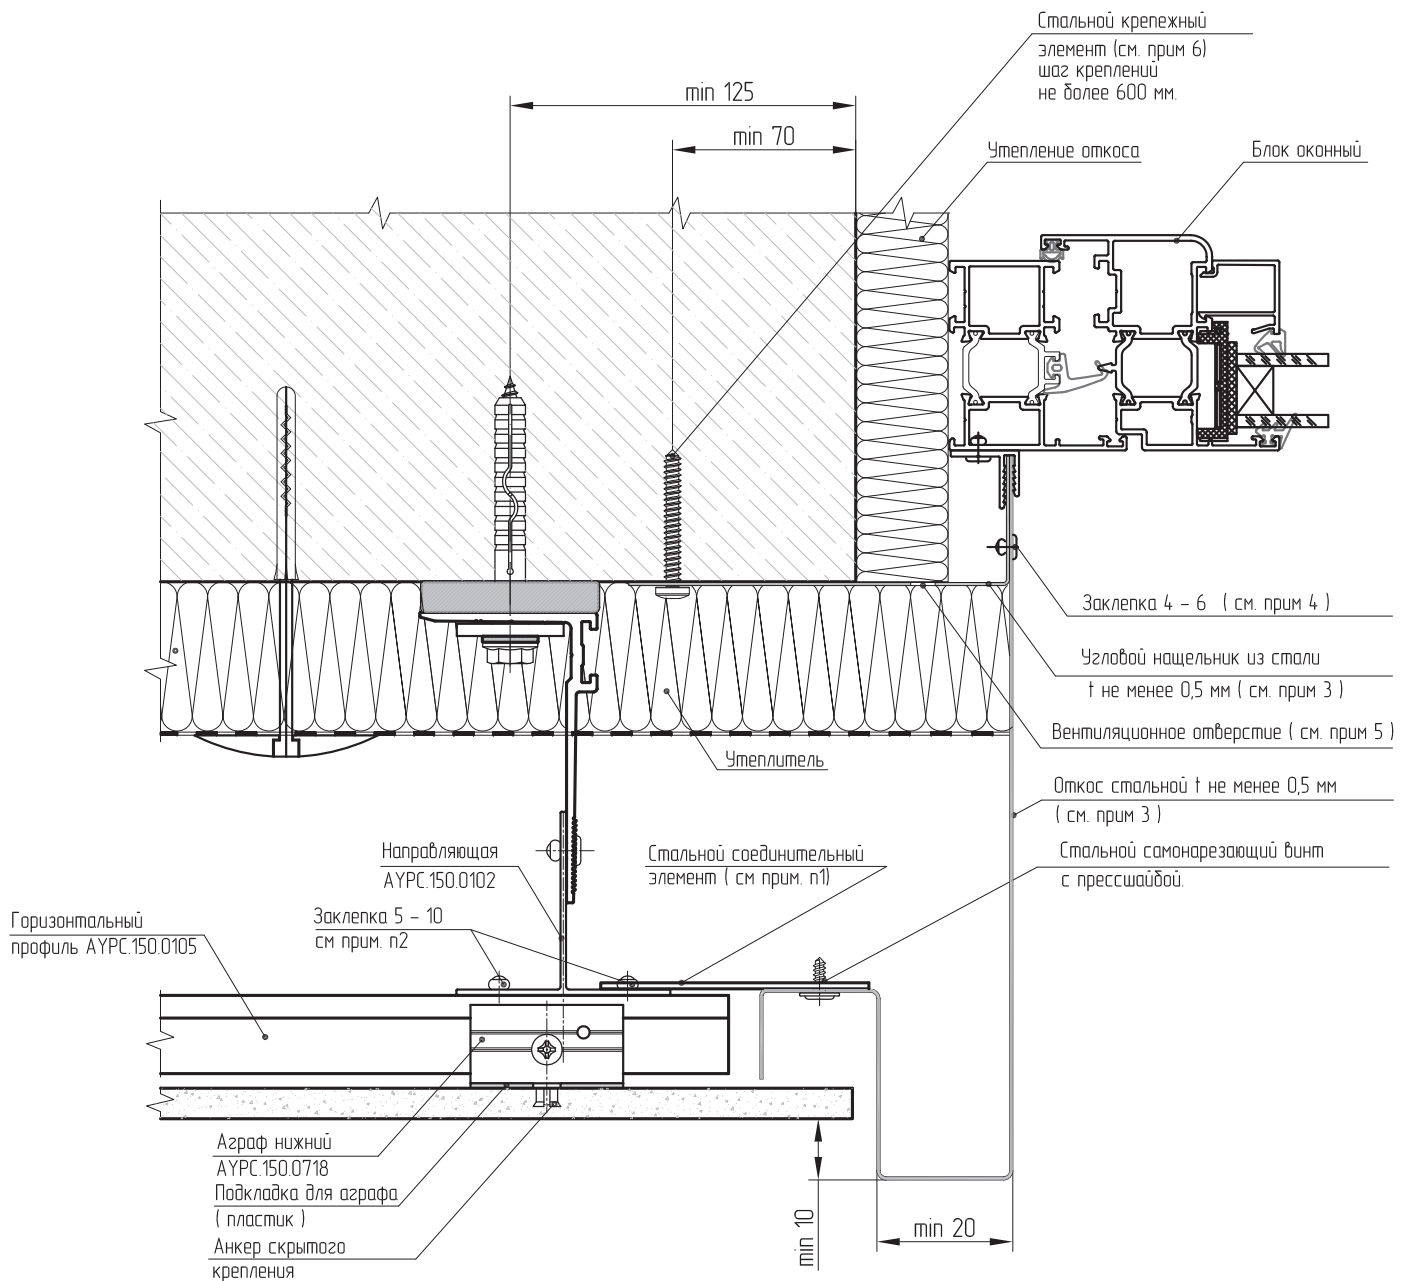 Стальной крепежный
элемент (см. прим 6)
шаг креплений
не более 600 мм.
min 125
min 70
Утепление откоса
Блок оконный
Заклепка 4 – 6 ( см. прим 4 )
Угловой нащельник из стали
t не менее 0,5 мм ( см. прим 3 )
Вентиляционное отверстие ( см. прим 5 )
Утеплитель
Откос стальной t не менее 0,5 мм
( см. прим 3 )
Направляющая
AYPC.150.0102
Стальной соединительный
элемент ( см прим. п1)
Стальной самонарезающий винт
с прессшайбой.
Заклепка 5 – 10
см прим. п2
Горизонтальный
профиль AYPC.150.0105
Аграф нижний
AYPC.150.0718
Подкладка для аграфа
( пластик )
Анкер скрытого
крепления
min 10
min 20